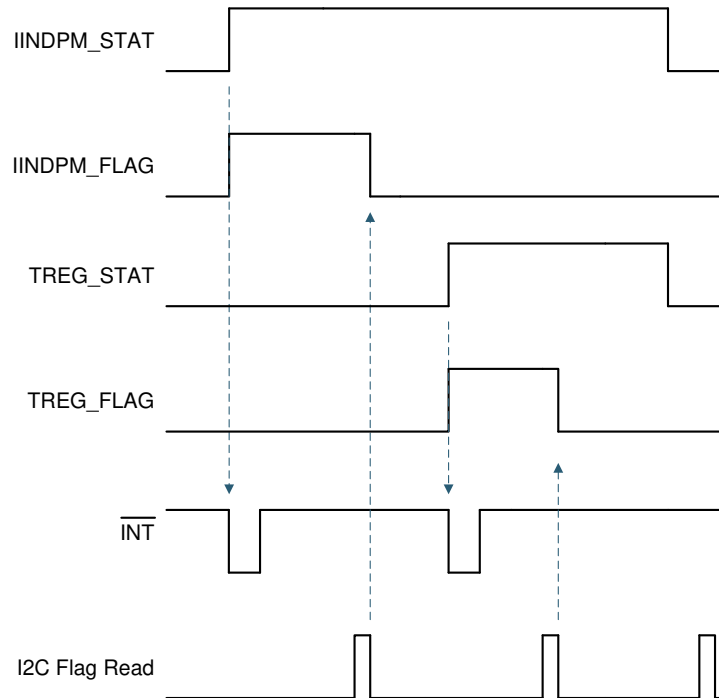 IINDPM_STAT
IINDPM_FLAG
TREG_STAT
TREG_FLAG
INT
I2C Flag Read